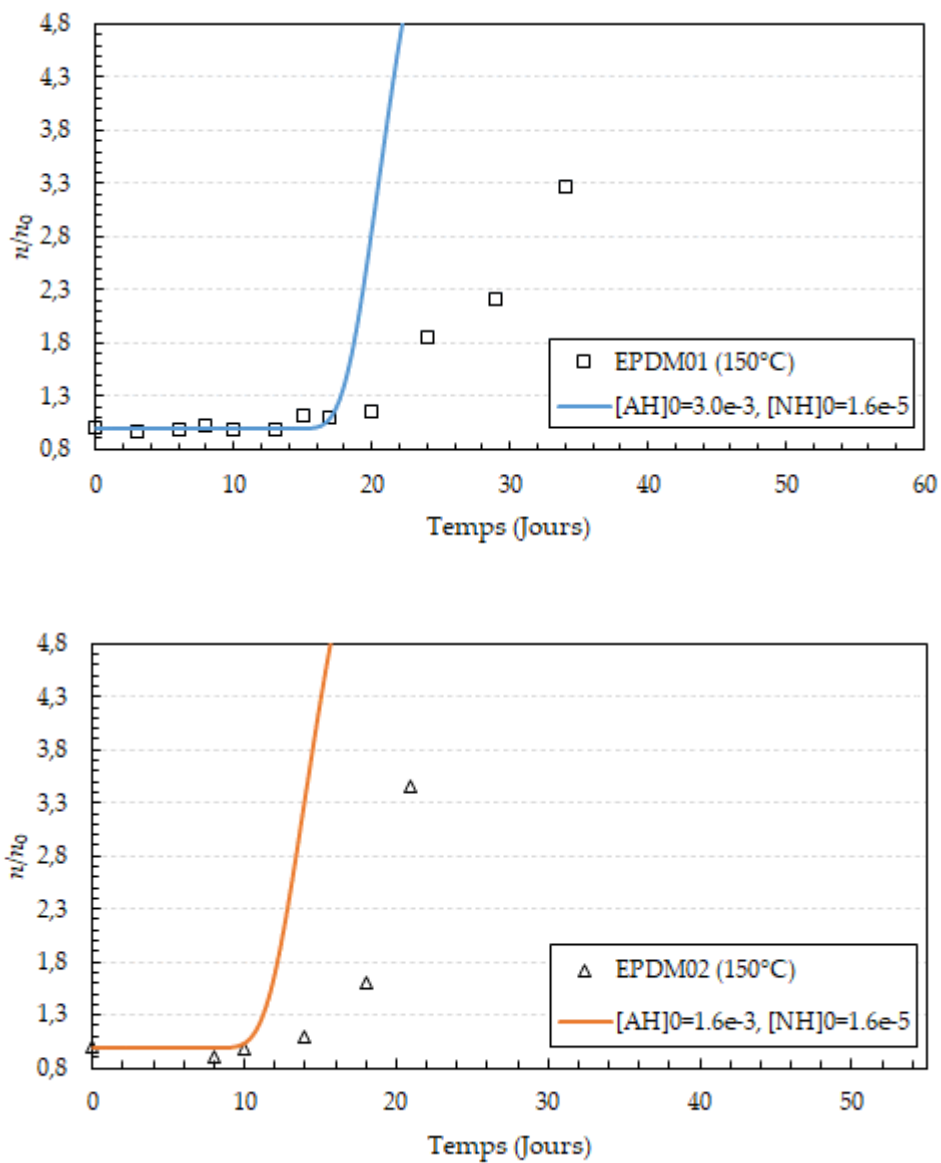 4,8
4,3
3,8
3,3
2,8
2,3
1,8
1,3
0,8
n/n₀
0 10 20 30 40 50 60
Temps (Jours)
EPDM01 (150°C)
[AH]0=3.0e-3, [NH]0=1.6e-5
4,8
4,3
3,8
3,3
2,8
2,3
1,8
1,3
0,8
n/n₀
0 10 20 30 40 50
Temps (Jours)
EPDM02 (150°C)
[AH]0=1.6e-3, [NH]0=1.6e-5